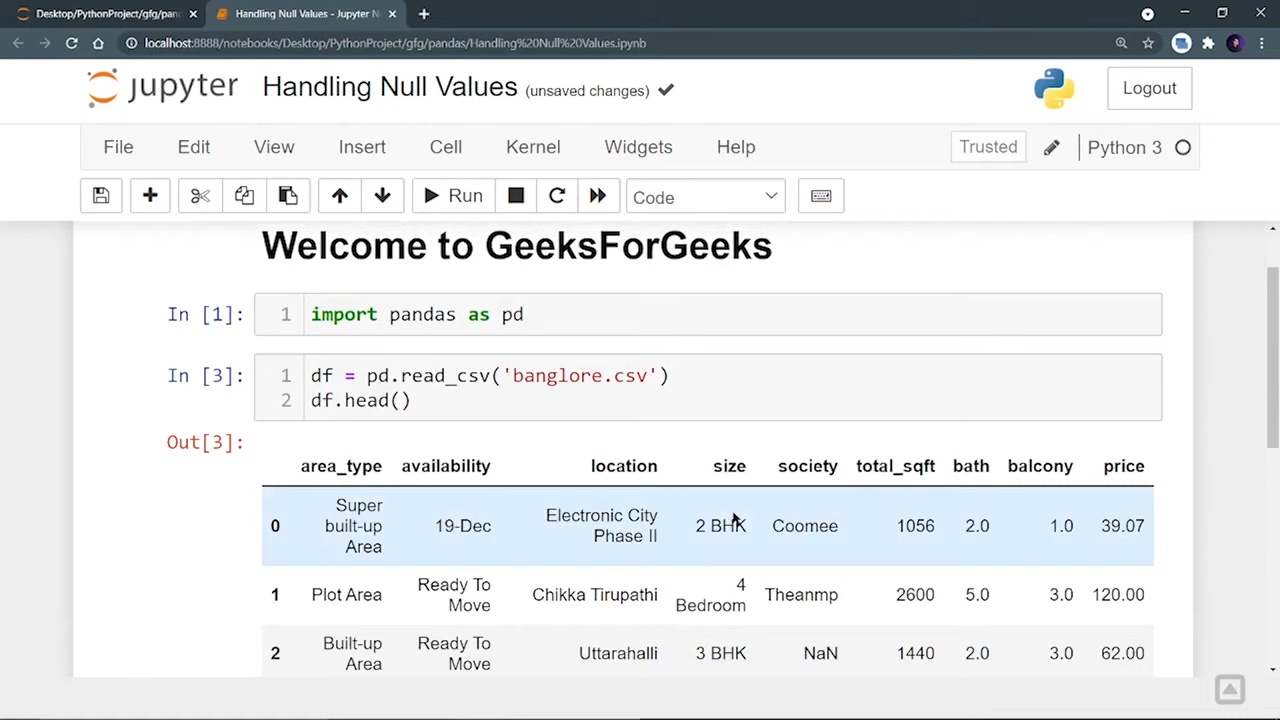 Desktop/PythonProject/gfg/pan
Handling Null Values - Jupyter N
localhost:8888/notebooks/Desktop/PythonProject/gfg/pandas/Handling%20Null%20Values.ipynb
jupyter Handling Null Values (unsaved changes) Logout
File Edit View Insert Cell Kernel Widgets Help Trusted Python 3
Run Code
Welcome to GeeksForGeeks
In [1]: 1 import pandas as pd
In [3]: 1 df = pd.read_csv('banglore.csv')
2 df.head()
Out[3]:
area_type availability location size society total_sqft bath balcony price
0 Super built-up Area 19-Dec Electronic City Phase II 2 BHK Coomee 1056 2.0 1.0 39.07
1 Plot Area Ready To Move Chikka Tirupathi 4 Bedroom Theanmp 2600 5.0 3.0 120.00
2 Built-up Area Ready To Move Uttarahalli 3 BHK NaN 1440 2.0 3.0 62.00